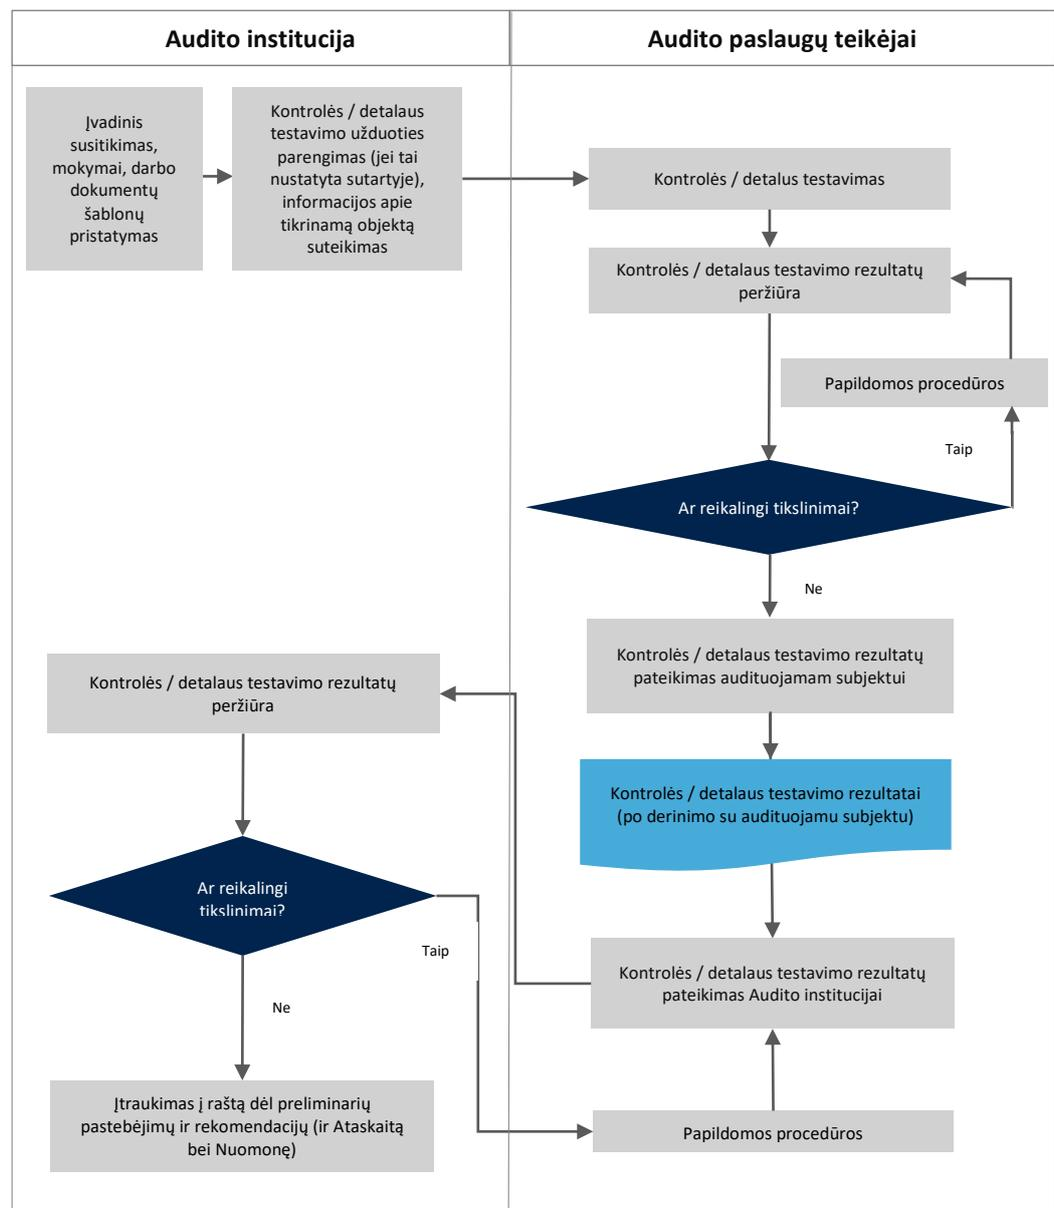 Audito institucija
Audito paslaugų teikėjai
Įvadinis
susitikimas,
mokymai, darbo
dokumentų
šablonų
pristatymas
Kontrolės / detalaus
testavimo užduoties
parengimas (jei tai
nustatyta sutartyje),
informacijos apie
tikrinamą objektą
suteikimas
Kontrolės / detalus testavimas
Kontrolės / detalaus testavimo rezultatų
peržiūra
Papildomos procedūros
Taip
Ar reikalingi tikslinimai?
Ne
Kontrolės / detalaus testavimo rezultatų
pateikimas audituojamam subjektui
Kontrolės / detalaus testavimo rezultatų
peržiūra
Kontrolės / detalaus testavimo rezultatai
(po derinimo su audituojamu subjektu)
Ar reikalingi
tikslinimai?
Taip
Kontrolės / detalaus testavimo rezultatų
pateikimas Audito institucijai
Ne
Įtraukimas į raštą dėl preliminarių
pastebėjimų ir rekomendacijų (ir Ataskaitą
bei Nuomonę)
Papildomos procedūros